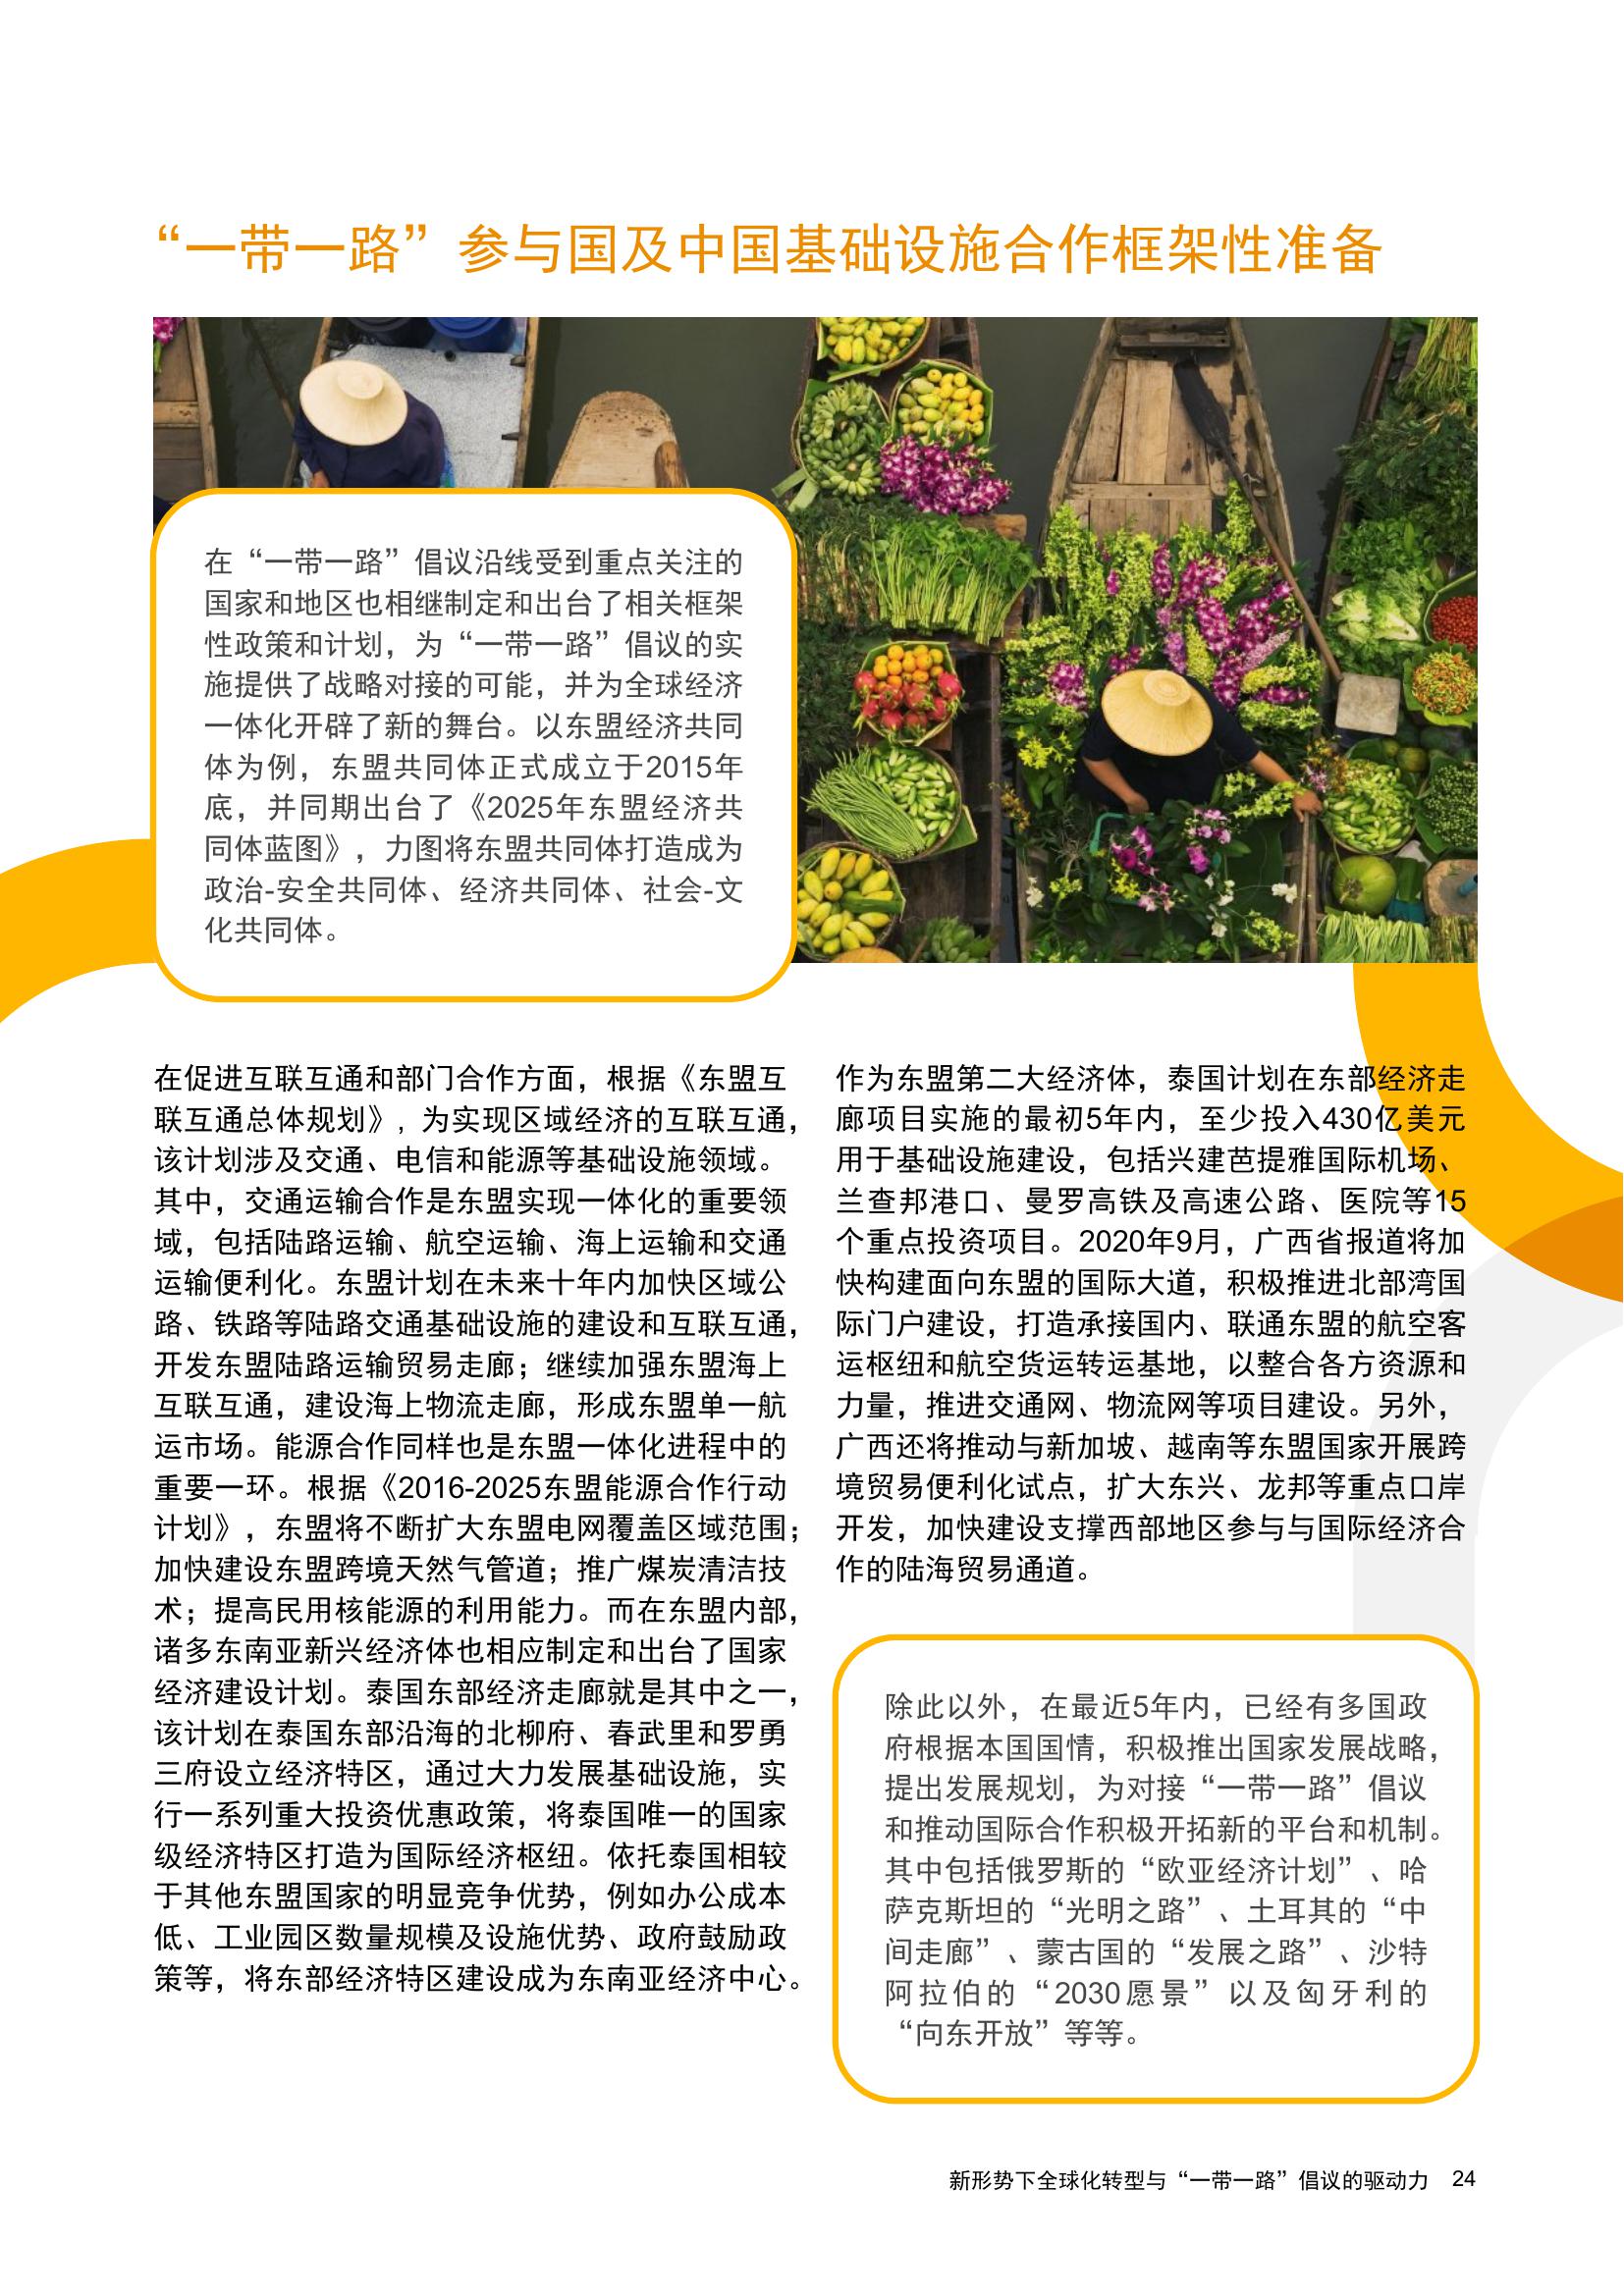 “一带一路”参与国及中国基础设施合作框架性准备
在“一带一路”倡议沿线受到重点关注的
国家和地区也相继制定和出台了相关框架
性政策和计划，为“一带一路”倡议的实
施提供了战略对接的可能，并为全球经济
一体化开辟了新的舞台。以东盟经济共同
体为例，东盟共同体正式成立于2015年
底，并同期出台了《2025年东盟经济共
同体蓝图》，力图将东盟共同体打造成为
政治-安全共同体、经济共同体、社会-文
化共同体。
在促进互联互通和部门合作方面，根据《东盟互
联互通总体规划》, 为实现区域经济的互联互通，
该计划涉及交通、电信和能源等基础设施领域。
其中，交通运输合作是东盟实现一体化的重要领
域，包括陆路运输、航空运输、海上运输和交通
运输便利化。东盟计划在未来十年内加快区域公
路、铁路等陆路交通基础设施的建设和互联互通，
开发东盟陆路运输贸易走廊；继续加强东盟海上
互联互通，建设海上物流走廊，形成东盟单一航
运市场。能源合作同样也是东盟一体化进程中的
重要一环。根据《2016-2025东盟能源合作行动
计划》，东盟将不断扩大东盟电网覆盖区域范围；
加快建设东盟跨境天然气管道；推广煤炭清洁技
术；提高民用核能源的利用能力。而在东盟内部，
诸多东南亚新兴经济体也相应制定和出台了国家
经济建设计划。泰国东部经济走廊就是其中之一，
该计划在泰国东部沿海的北柳府、春武里和罗勇
三府设立经济特区，通过大力发展基础设施，实
行一系列重大投资优惠政策，将泰国唯一的国家
级经济特区打造为国际经济枢纽。依托泰国相较
于其他东盟国家的明显竞争优势，例如办公成本
低、工业园区数量规模及设施优势、政府鼓励政
策等，将东部经济特区建设成为东南亚经济中心。
作为东盟第二大经济体，泰国计划在东部经济走
廊项目实施的最初5年内，至少投入430亿美元
用于基础设施建设，包括兴建芭提雅国际机场、
兰查邦港口、曼罗高铁及高速公路、医院等15
个重点投资项目。2020年9月，广西省报道将加
快构建面向东盟的国际大道，积极推进北部湾国
际门户建设，打造承接国内、联通东盟的航空客
运枢纽和航空货运转运基地，以整合各方资源和
力量，推进交通网、物流网等项目建设。另外，
广西还将推动与新加坡、越南等东盟国家开展跨
境贸易便利化试点，扩大东兴、龙邦等重点口岸
开发，加快建设支撑西部地区参与与国际经济合
作的陆海贸易通道。
除此以外，在最近5年内，已经有多国政
府根据本国国情，积极推出国家发展战略，
提出发展规划，为对接“一带一路”倡议
和推动国际合作积极开拓新的平台和机制。
其中包括俄罗斯的“欧亚经济计划”、哈
萨克斯坦的“光明之路”、土耳其的“中
间走廊”、蒙古国的“发展之路”、沙特
阿拉伯的“2030愿景”以及匈牙利的
“向东开放”等等。
新形势下全球化转型与“一带一路”倡议的驱动力 24